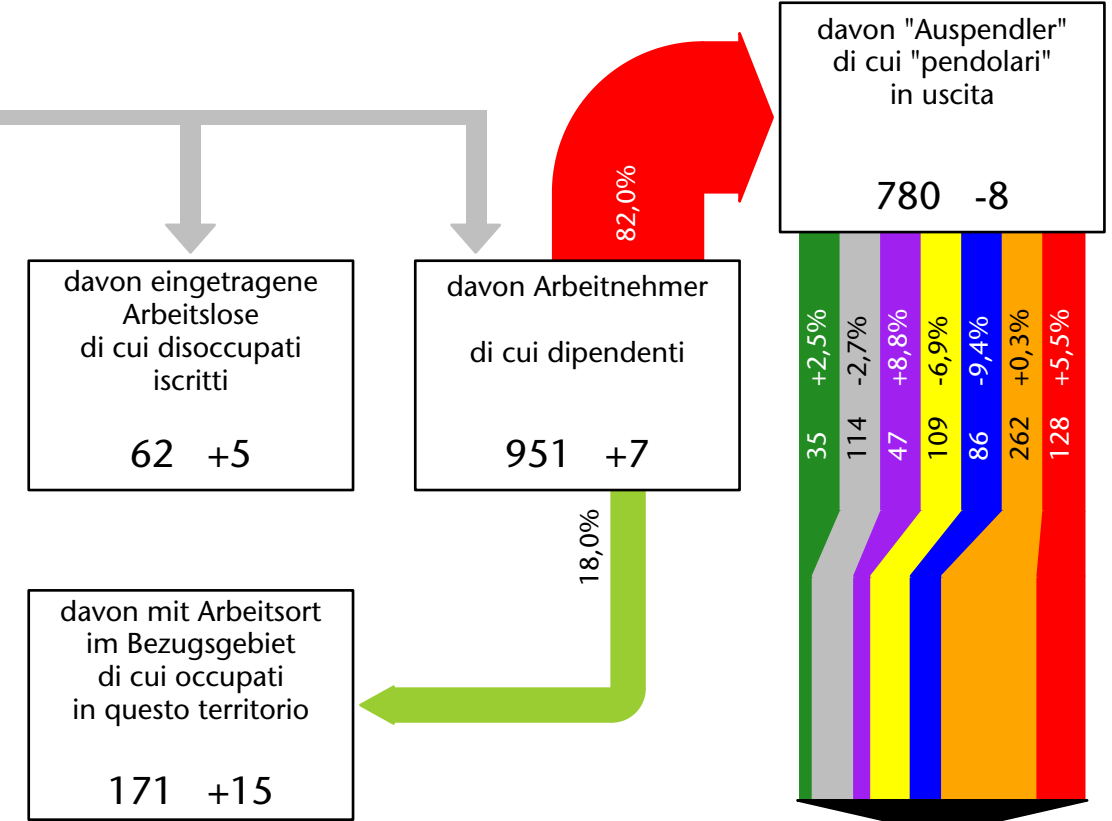 davon "Auspendler"
di cui "pendolari"
in uscita
780 -8
82,0%
davon eingetragene
Arbeitslose
di cui disoccupati
iscritti
62 +5
davon Arbeitnehmer
di cui dipendenti
951 +7
35 +2,5%
114 -2,7%
47 +8,8%
109 -6,9%
86 -9,4%
262 +0,3%
128 +5,5%
18,0%
davon mit Arbeitsort
im Bezugsgebiet
di cui occupati
in questo territorio
171 +15